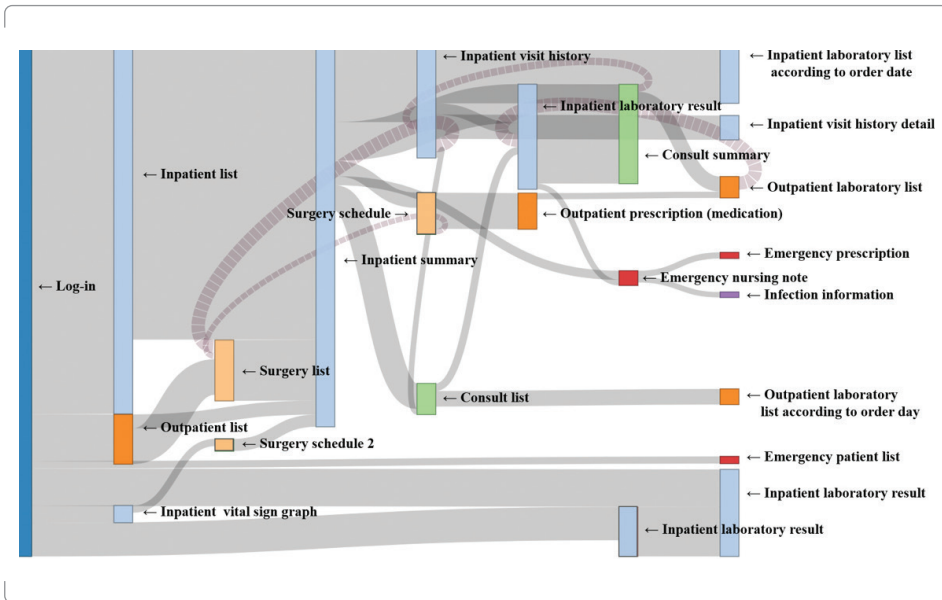 ← Inpatient visit history
← Inpatient laboratory list
according to order date
← Inpatient laboratory result
← Inpatient visit history detail
← Consult summary
← Inpatient list
← Outpatient laboratory list
Surgery schedule →
← Outpatient prescription (medication)
← Inpatient summary
← Emergency prescription
← Log-in
← Emergency nursing note
← Infection information
← Surgery list
← Consult list
← Outpatient laboratory
list according to order day
← Outpatient list
← Surgery schedule 2
← Emergency patient list
← Inpatient laboratory result
← Inpatient vital sign graph
← Inpatient laboratory result